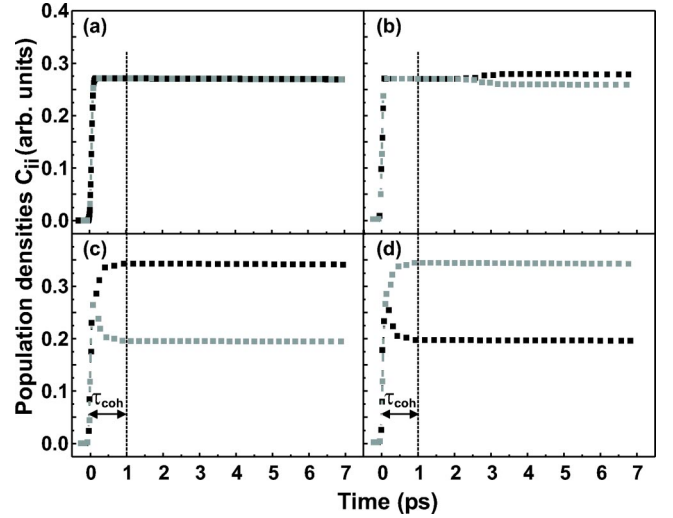 Population densities Cii (arb. units)
0.4
0.3
0.2
0.1
0.0
(a)
(b)
0.3
0.2
0.1
0.0
(c)
(d)
τcoh
τcoh
0 1 2 3 4 5 6 7
0 1 2 3 4 5 6 7
Time (ps)